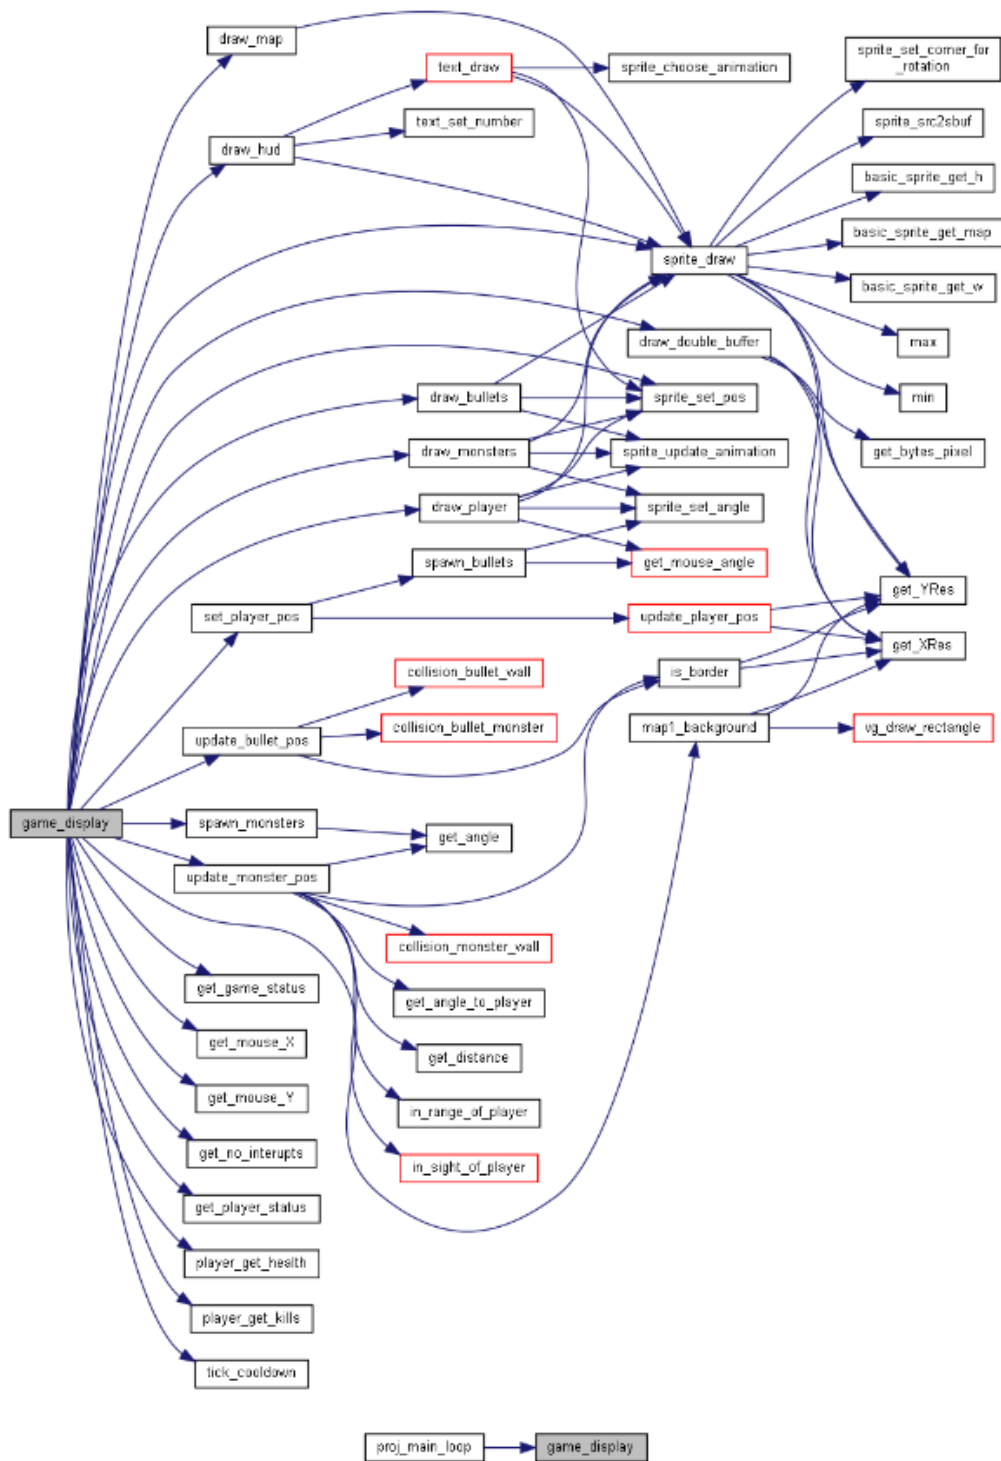 draw_map
sprite_set_corner_for
_rotation
text_draw
sprite_choose_animation
text_set_number
sprite_src2sbuf
draw_hud
basic_sprite_get_h
basic_sprite_get_map
sprite_draw
basic_sprite_get_w
draw_double_buffer
max
draw_bullets
sprite_set_pos
min
draw_monsters
sprite_update_animation
get_bytes_pixel
draw_player
sprite_set_angle
spawn_bullets
get_mouse_angle
get_YRes
set_player_pos
update_player_pos
get_XRes
collision_bullet_wall
is_border
update_bullet_pos
collision_bullet_monster
map1_background
vg_draw_rectangle
game_display
spawn_monsters
get_angle
update_monster_pos
collision_monster_wall
get_game_status
get_angle_to_player
get_mouse_X
get_distance
get_mouse_Y
in_range_of_player
get_no_interupts
in_sight_of_player
get_player_status
player_get_health
player_get_kills
tick_cooldown
proj_main_loop
game_display